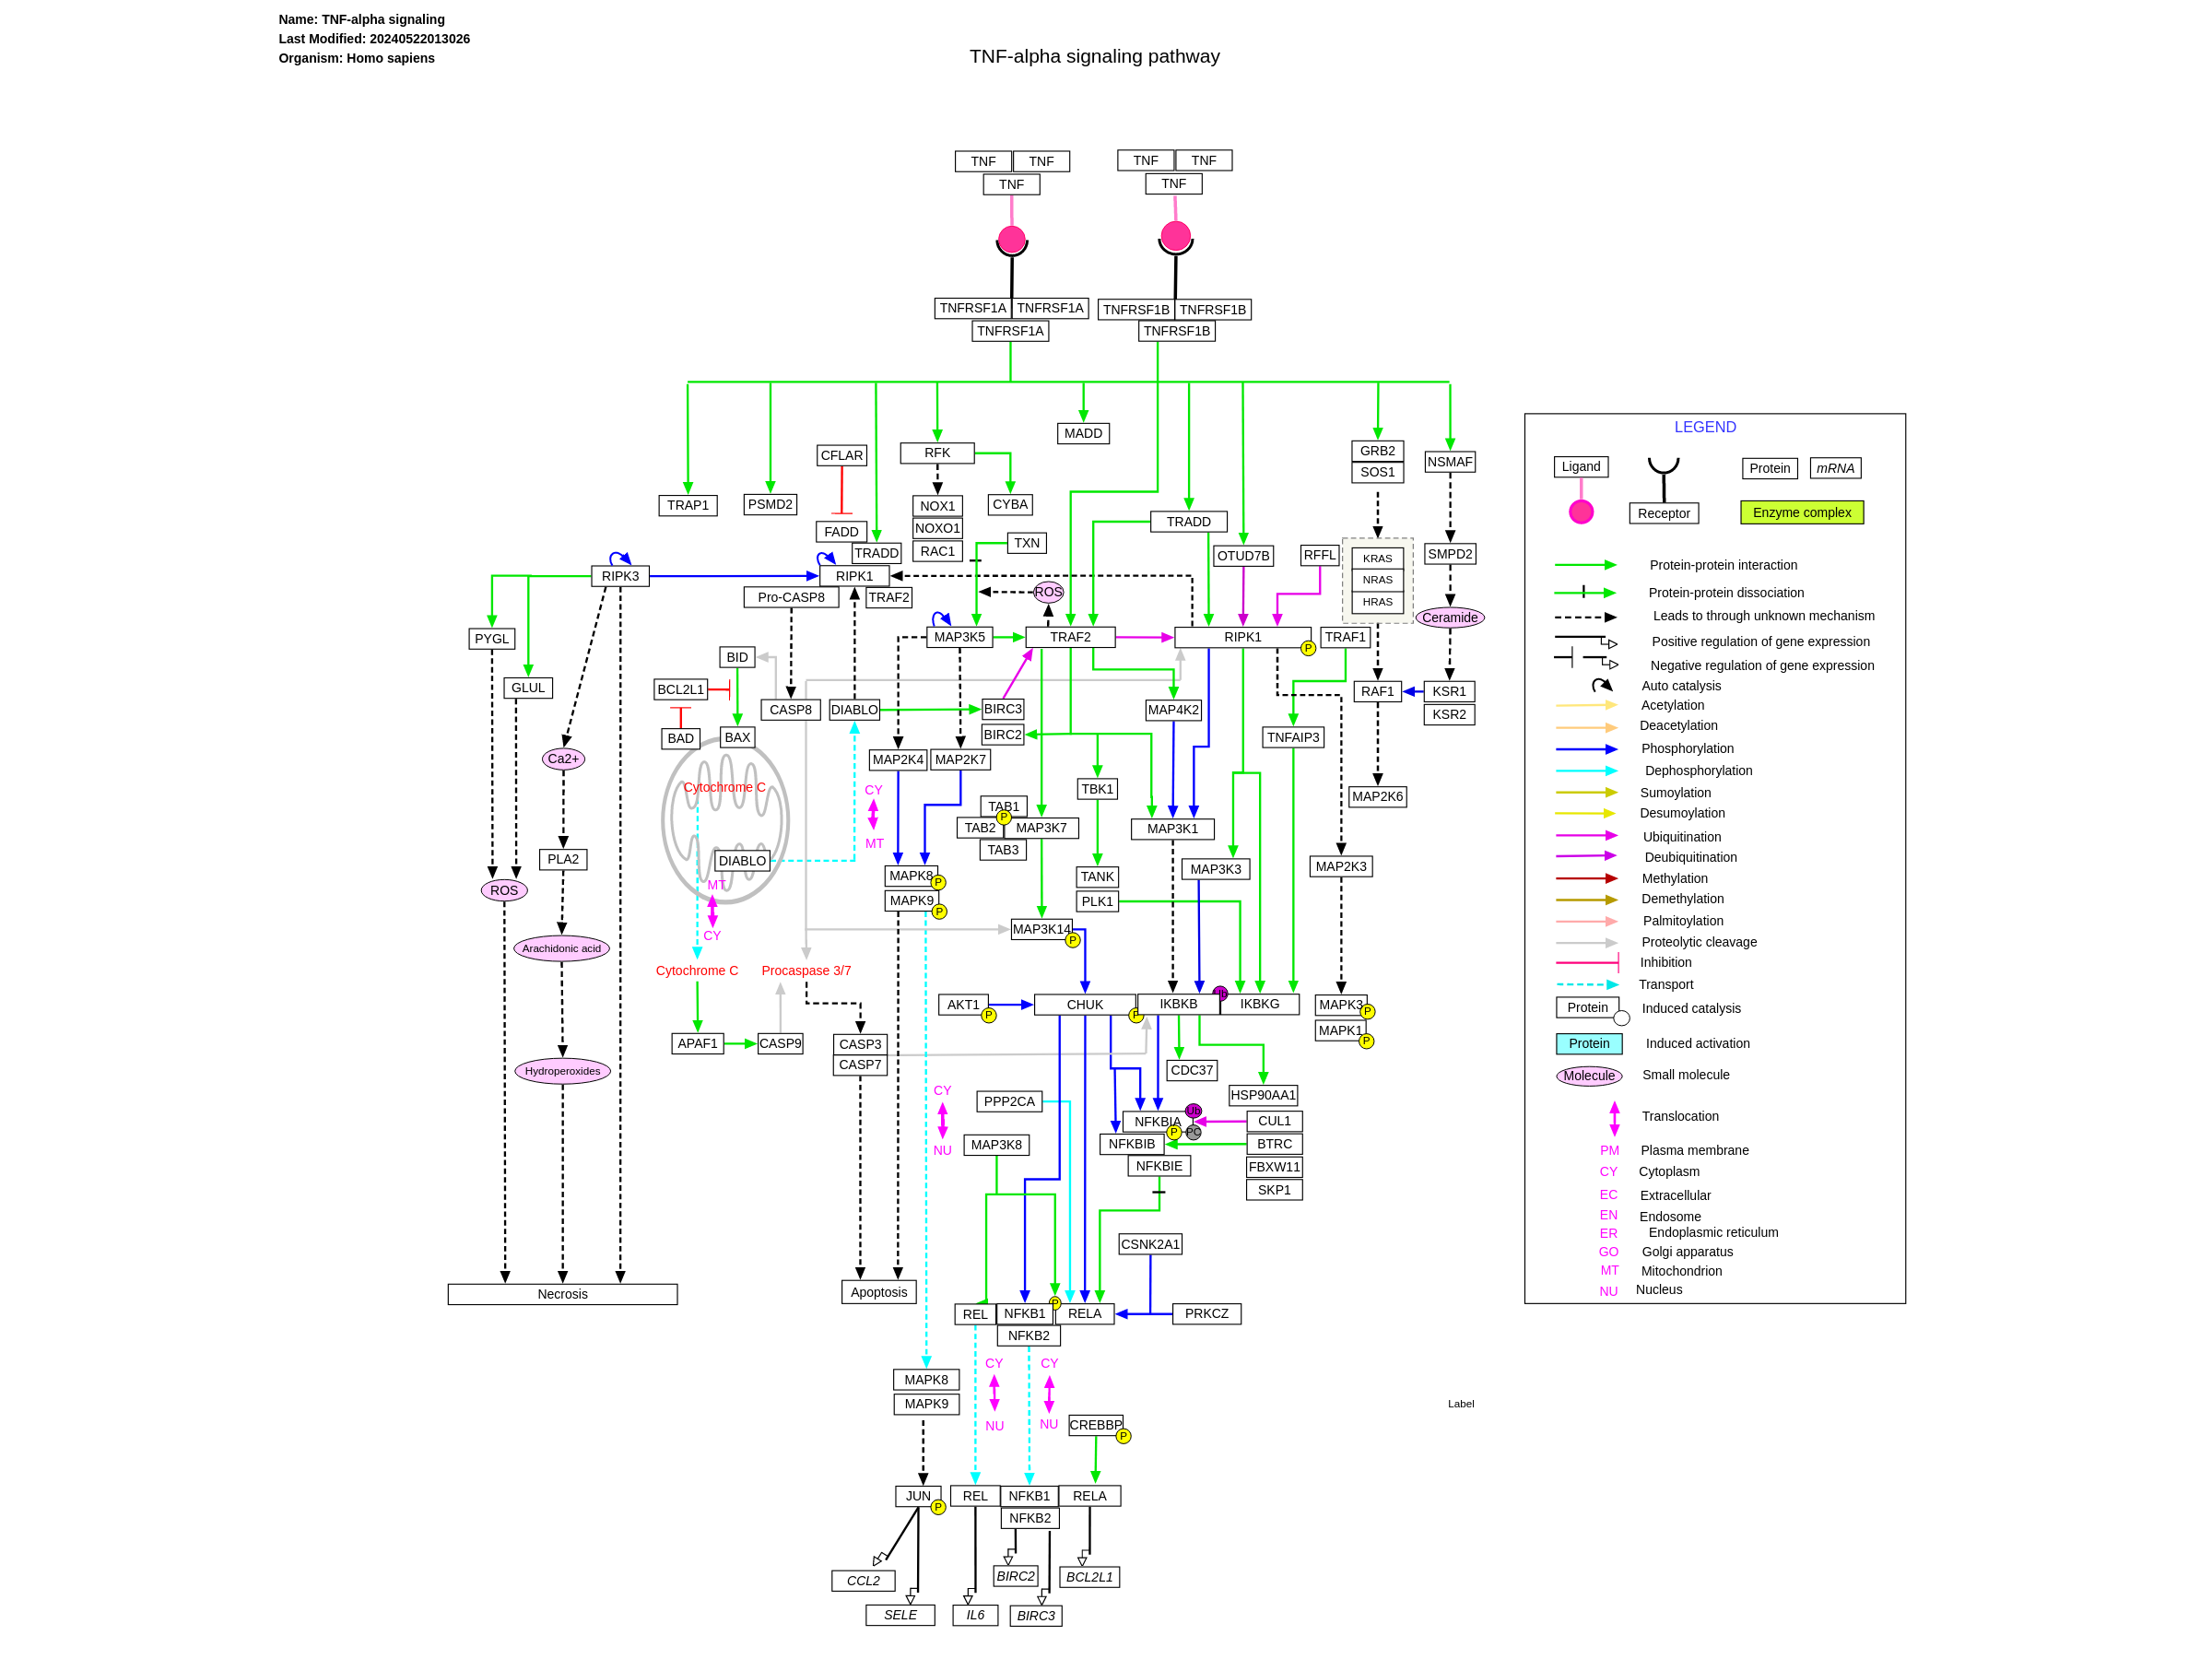 Name: TNF-alpha signaling
Last Modified: 20240522013026
Organism: Homo sapiens
TNF-alpha signaling pathway
TNF TNF
TNF
TNF TNF
TNF
TNFRSF1A TNFRSF1A
TNFRSF1A
TNFRSF1B TNFRSF1B
TNFRSF1B
MADD
CFLAR
RFK
GRB2
SOS1
NSMAF
TRAP1
PSMD2
NOX1
NOXO1
RAC1
CYBA
FADD
TRADD
TRADD
TXN
OTUD7B
RFFL
KRAS
NRAS
HRAS
SMPD2
RIPK3
RIPK1
Pro-CASP8
TRAF2
ROS
Ceramide
PYGL
MAP3K5
TRAF2
RIPK1
P
TRAF1
BID
GLUL
BCL2L1
CASP8
DIABLO
BIRC3
BIRC2
MAP4K2
RAF1
KSR1
KSR2
BAD
BAX
TNFAIP3
Ca2+
MAP2K4
MAP2K7
Cytochrome C
CY
MT
TBK1
MAP2K6
TAB1
P
TAB2
MAP3K7
TAB3
MAP3K1
PLA2
DIABLO
MAP3K3
MAP2K3
MAPK8
P
MAPK9
P
TANK
PLK1
ROS
MT
CY
MAP3K14
P
Arachidonic acid
Cytochrome C
Procaspase 3/7
AKT1
P
CHUK
P
IKBKB
IKBKG
MAPK3
P
MAPK1
P
APAF1
CASP9
CASP3
CASP7
Hydroperoxides
CDC37
HSP90AA1
CY
NU
PPP2CA
NFKBIA
Ub
P
PC
NFKBIB
NFKBIE
CUL1
BTRC
FBXW11
SKP1
MAP3K8
CSNK2A1
Necrosis
Apoptosis
REL
NFKB1
P
RELA
NFKB2
PRKCZ
MAPK8
MAPK9
CY
NU
CY
NU
CREBBP
P
Label
JUN
P
REL
NFKB1
RELA
NFKB2
CCL2
SELE
IL6
BIRC2
BIRC3
BCL2L1
LEGEND
Ligand
Receptor
Protein
mRNA
Enzyme complex
Protein-protein interaction
Protein-protein dissociation
Leads to through unknown mechanism
Positive regulation of gene expression
Negative regulation of gene expression
Auto catalysis
Acetylation
Deacetylation
Phosphorylation
Dephosphorylation
Sumoylation
Desumoylation
Ubiquitination
Deubiquitination
Methylation
Demethylation
Palmitoylation
Proteolytic cleavage
Inhibition
Transport
Protein Induced catalysis
Protein Induced activation
Molecule Small molecule
Translocation
PM Plasma membrane
CY Cytoplasm
EC Extracellular
EN Endosome
ER Endoplasmic reticulum
GO Golgi apparatus
MT Mitochondrion
NU Nucleus